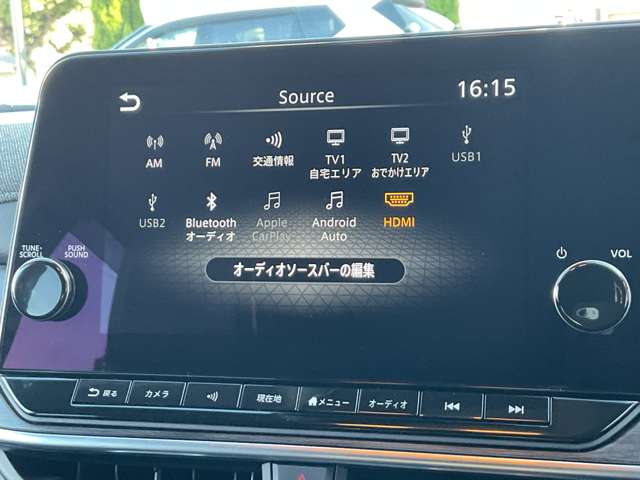 Source
16:15
AM
FM
交通情報
TV1
自宅エリア
TV2
おでかけエリア
USB1
USB2
Bluetooth
オーディオ
Apple
CarPlay
Android
Auto
HDMI
オーディオソースバーの編集
TUNE・
SCROLL
PUSH
SOUND
VOL
戻る
カメラ
現在地
メニュー
オーディオ